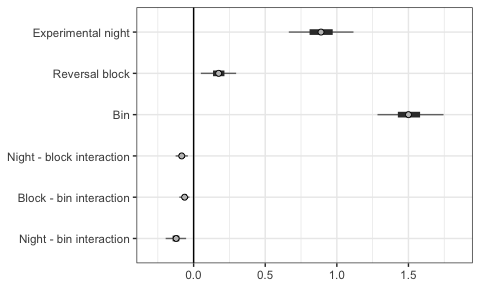 Experimental night
Reversal block
Bin
Night - block interaction
Block - bin interaction
Night - bin interaction
0.0 0.5 1.0 1.5